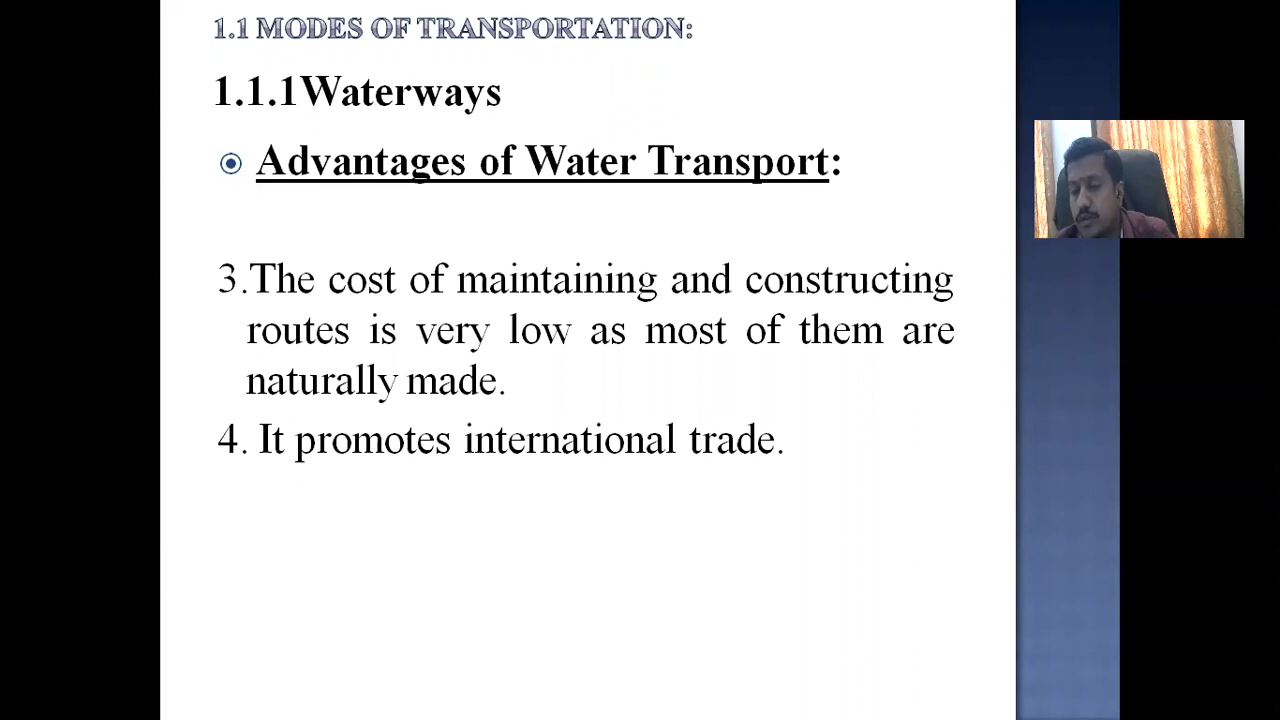 1.1 MODES OF TRANSPORTATION:
1.1.1Waterways
Advantages of Water Transport:
3.The cost of maintaining and constructing
routes is very low as most of them are
naturally made.
4. It promotes international trade.